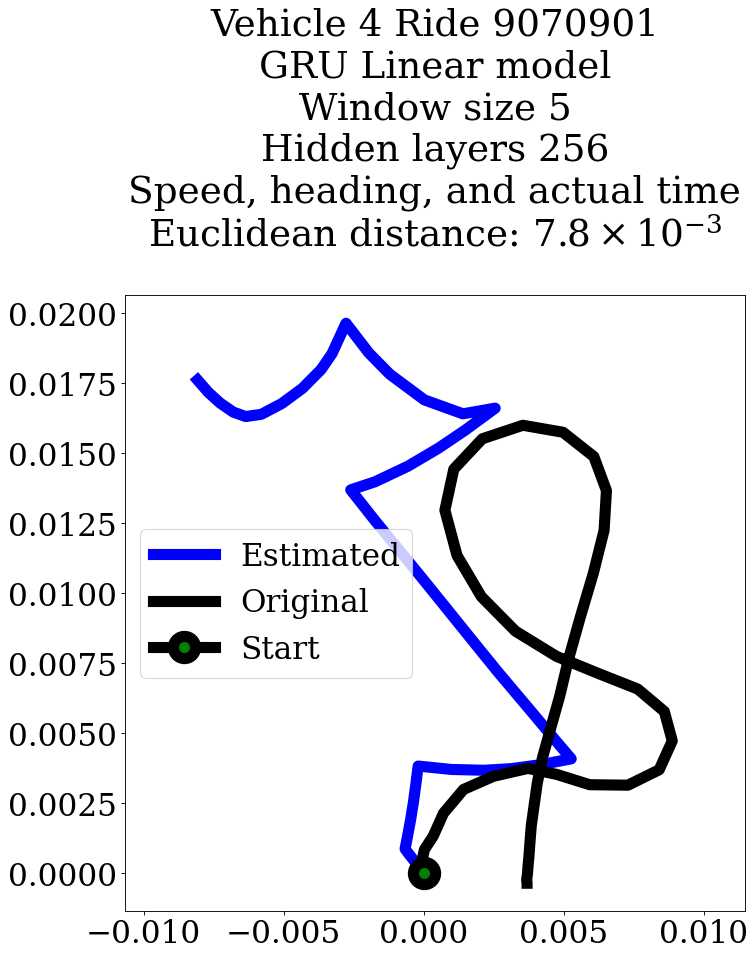 Vehicle 4 Ride 9070901
GRU Linear model
Window size 5
Hidden layers 256
Speed, heading, and actual time
Euclidean distance: 7.8 × 10⁻³
0.0200
0.0175
0.0150
0.0125
0.0100
0.0075
0.0050
0.0025
0.0000
Estimated
Original
Start
−0.010
−0.005
0.000
0.005
0.010